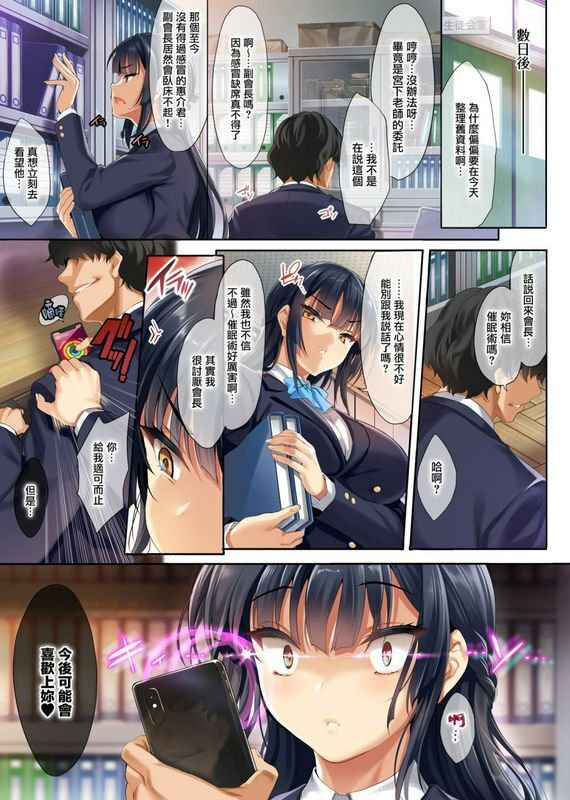 生徒会室
數日後
為什麼偏偏要在今天
整理舊資料啊…
哼哼…沒辦法呀…
畢竟是宮下老師的委託
…我不是
在説這個
啊～…副會長嗎？
因為感冒缺席真不得了
那個至今
沒有得過感冒的惠介君…
副會長居然會臥床不起！
真想立刻去
看望他…
話說回來會長…
妳相信
催眠術嗎？
哈啊？
……我現在心情很不好
能別跟我說話了嗎？
雖然我也不信
不過～催眠術好厲害啊…
其實我
很討厭會長
イラッ
グッ！
你…
給我適可而止
但是…
今後可能會
喜歡上妳♥
啊…